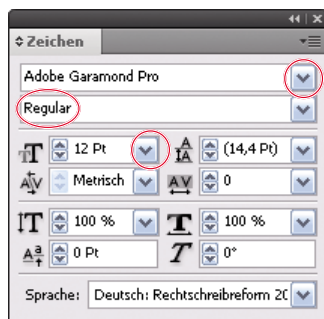 Zeichen
Adobe Garamond Pro
Regular
12 Pt (14,4 Pt)
Metrisch 0
100 % 100 %
0 Pt 0°
Sprache: Deutsch: Rechtschreibreform